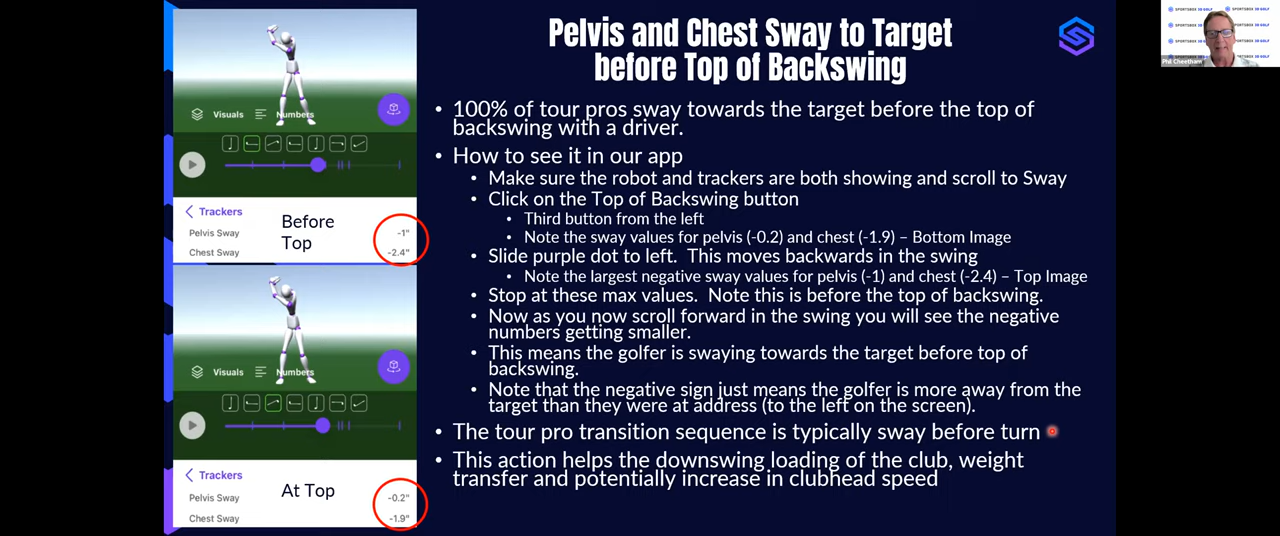 Pelvis and Chest Sway to Target
before Top of Backswing
• 100% of tour pros sway towards the target before the top of
backswing with a driver.
• How to see it in our app
• Make sure the robot and trackers are both showing and scroll to Sway
• Click on the Top of Backswing button
• Third button from the left
• Note the sway values for pelvis (-0.2) and chest (-1.9) – Bottom Image
• Slide purple dot to left.  This moves backwards in the swing
• Note the largest negative sway values for pelvis (-1) and chest (-2.4) – Top Image
• Stop at these max values.  Note this is before the top of backswing.
• Now as you now scroll forward in the swing you will see the negative
numbers getting smaller.
• This means the golfer is swaying towards the target before top of
backswing.
• Note that the negative sign just means the golfer is more away from the
target than they were at address (to the left on the screen).
• The tour pro transition sequence is typically sway before turn
• This action helps the downswing loading of the club, weight
transfer and potentially increase in clubhead speed
Visuals Numbers
Trackers
Before
Top
Pelvis Sway -1"
Chest Sway -2.4"
Visuals Numbers
Trackers
At Top
Pelvis Sway -0.2"
Chest Sway -1.9"
SPORTSBOX 3D GOLF SPORTSBOX 3D GOLF
Phil Cheetham